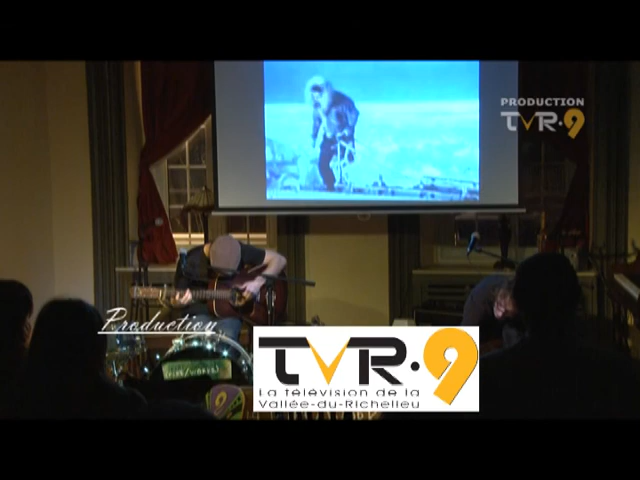 PRODUCTION
TVR·9
Production
TVR·9
La télévision de la
Vallée-du-Richelieu